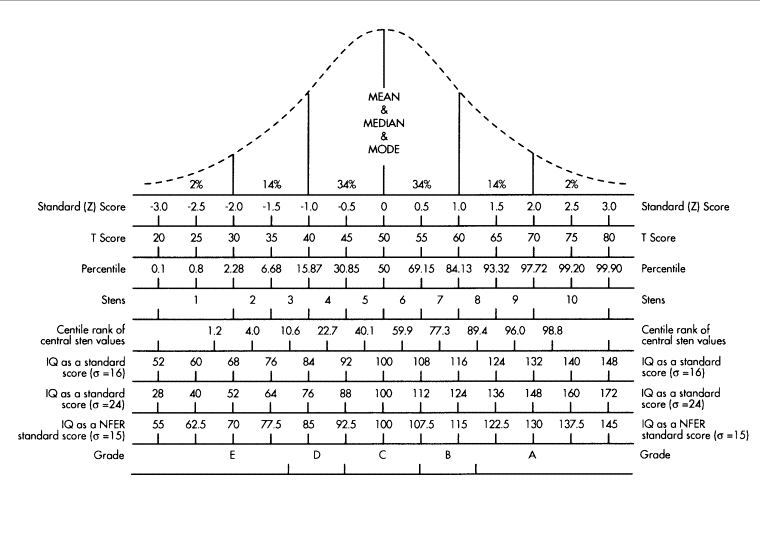 MEAN
&
MEDIAN
&
MODE
2% 14% 34% 34% 14% 2%
Standard (Z) Score -3.0 -2.5 -2.0 -1.5 -1.0 -0.5 0 0.5 1.0 1.5 2.0 2.5 3.0 Standard (Z) Score
T Score 20 25 30 35 40 45 50 55 60 65 70 75 80 T Score
Percentile 0.1 0.8 2.28 6.68 15.87 30.85 50 69.15 84.13 93.32 97.72 99.20 99.90 Percentile
Stens 1 2 3 4 5 6 7 8 9 10 Stens
Centile rank of 1.2 4.0 10.6 22.7 40.1 59.9 77.3 89.4 96.0 98.8 Centile rank of
central sten values central sten values
IQ as a standard 52 60 68 76 84 92 100 108 116 124 132 140 148 IQ as a standard
score (σ=16) score (σ=16)
IQ as a standard 28 40 52 64 76 88 100 112 124 136 148 160 172 IQ as a standard
score (σ =24) score (σ =24)
IQ as a NFER 55 62.5 70 77.5 85 92.5 100 107.5 115 122.5 130 137.5 145 IQ as a NFER
standard score (σ=15) standard score (σ =15)
Grade E D C B A Grade